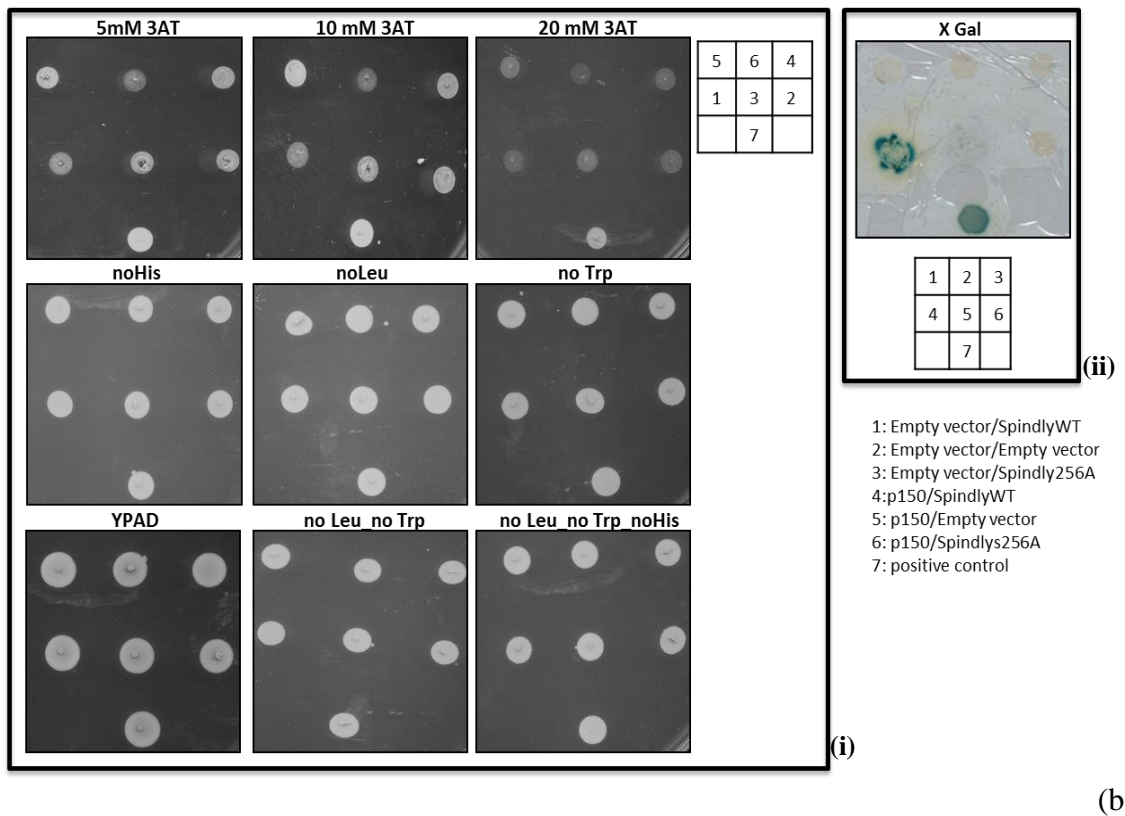 5mM 3AT 10 mM 3AT 20 mM 3AT
5 6 4
1 3 2
7
noHis noLeu no Trp
YPAD no Leu_no Trp no Leu_no Trp_noHis
(i)
X Gal
1 2 3
4 5 6
7
(ii)
1: Empty vector/SpindlyWT
2: Empty vector/Empty vector
3: Empty vector/Spindly256A
4:p150/SpindlyWT
5: p150/Empty vector
6: p150/Spindlys256A
7: positive control
(b